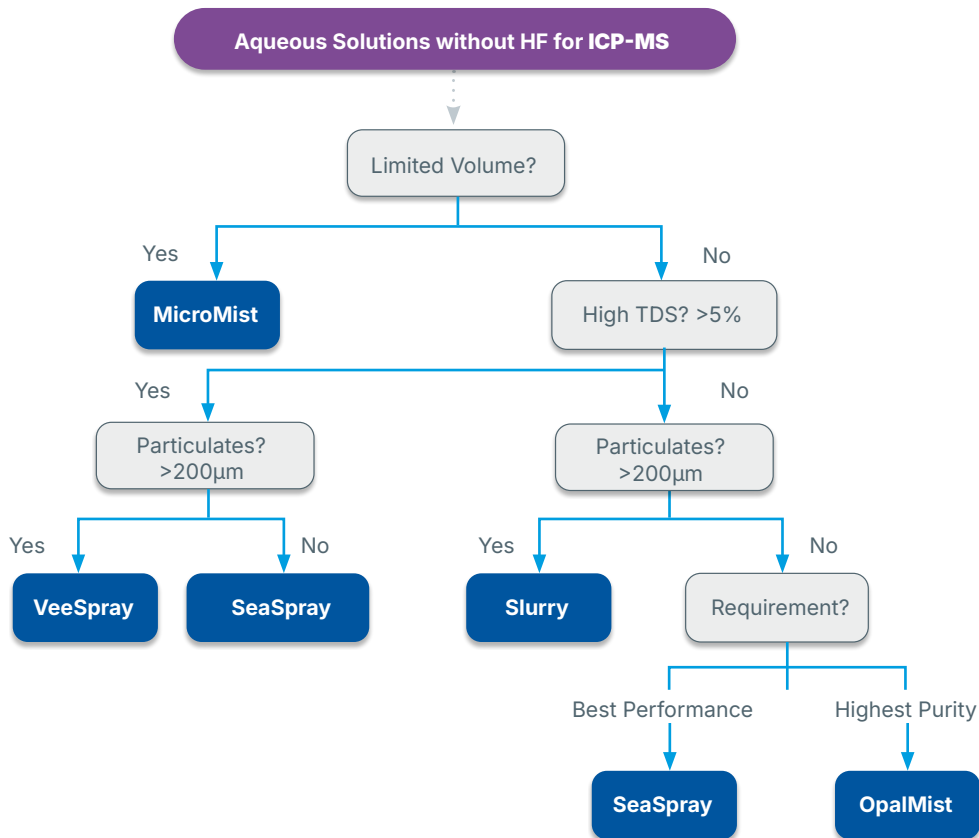 Aqueous Solutions without HF for ICP-MS
Limited Volume?
Yes
No
MicroMist
High TDS? >5%
Yes
No
Particulates?
>200µm
Particulates?
>200µm
Yes
No
Yes
No
VeeSpray
SeaSpray
Slurry
Requirement?
Best Performance
Highest Purity
SeaSpray
OpalMist